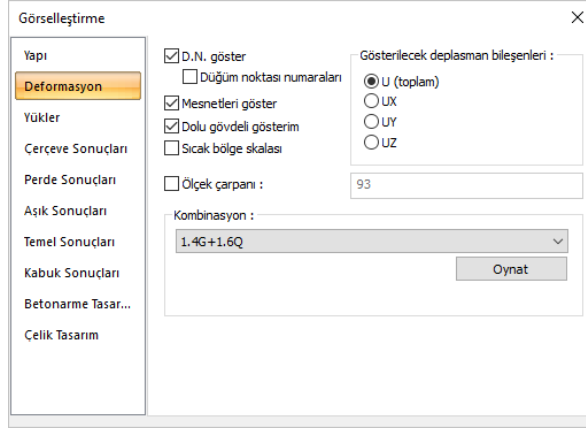 Görselleştirme
Yapı
Deformasyon
Yükler
Çerçeve Sonuçları
Perde Sonuçları
Aşık Sonuçları
Temel Sonuçları
Kabuk Sonuçları
Betonarme Tasar...
Çelik Tasarım
D.N. göster
Düğüm noktası numaraları
Mesnetleri göster
Dolu gövdeli gösterim
Sıcak bölge skalası
Gösterilecek deplasman bileşenleri :
U (toplam)
UX
UY
UZ
Ölçek çarpanı :
93
Kombinasyon :
1.4G+1.6Q
Oynat